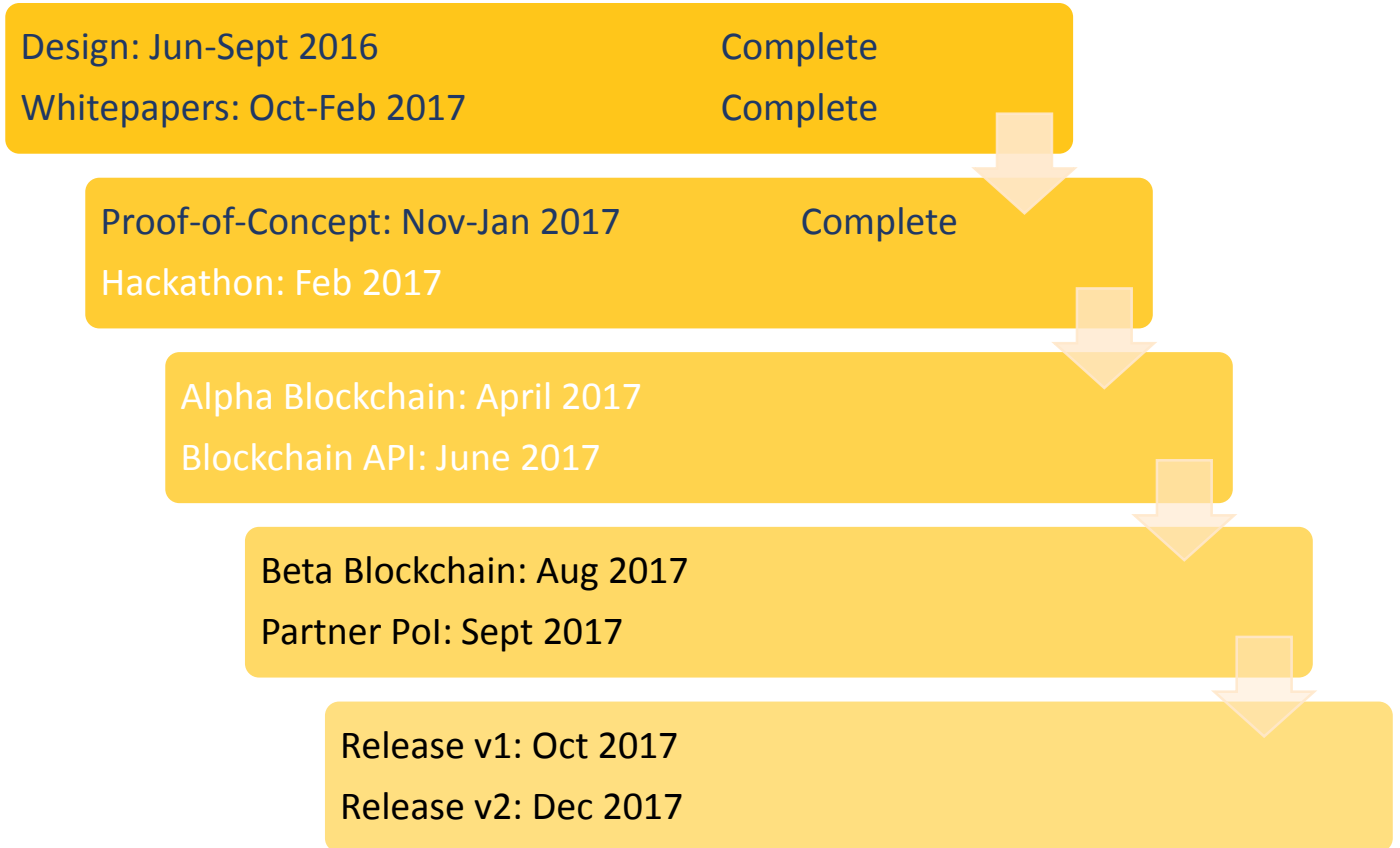 Design: Jun-Sept 2016 Complete
Whitepapers: Oct-Feb 2017 Complete
Proof-of-Concept: Nov-Jan 2017 Complete
Hackathon: Feb 2017
Alpha Blockchain: April 2017
Blockchain API: June 2017
Beta Blockchain: Aug 2017
Partner PoI: Sept 2017
Release v1: Oct 2017
Release v2: Dec 2017